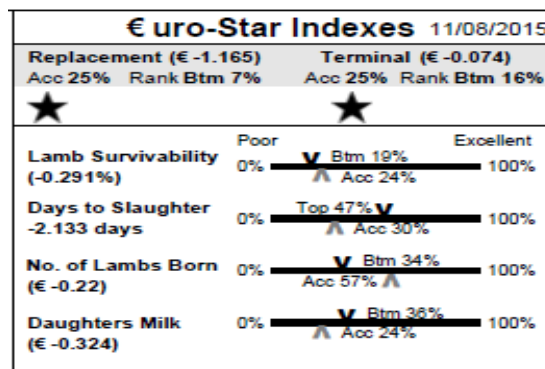 € uro-Star Indexes 11/08/2015
Replacement (€ -1.165) Terminal (€ -0.074)
Acc 25% Rank Btm 7% Acc 25% Rank Btm 16%
Poor Excellent
Lamb Survivability 0% Btm 19% 100%
(-0.291%) Acc 24%
Days to Slaughter Top 47%
-2.133 days 0% Acc 30% 100%
No. of Lambs Born 0% Btm 34% 100%
(€ -0.22) Acc 57%
Daughters Milk 0% Btm 36% 100%
(€ -0.324) Acc 24%